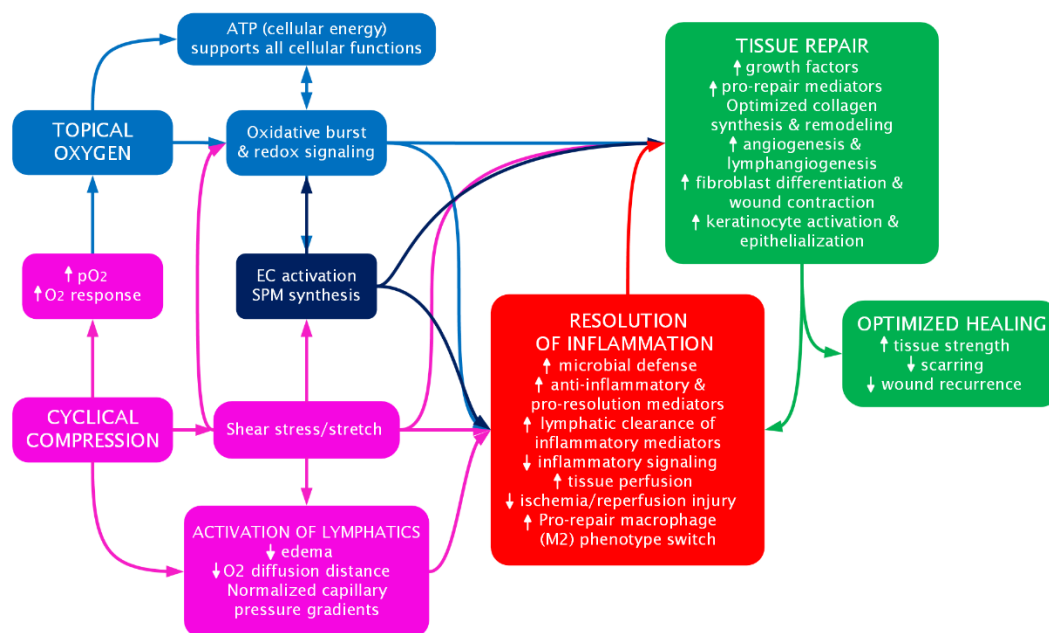 ATP (cellular energy)
supports all cellular functions
TOPICAL
OXYGEN
Oxidative burst
& redox signaling
TISSUE REPAIR
↑ growth factors
↑ pro-repair mediators
Optimized collagen
synthesis & remodeling
↑ angiogenesis &
lymphangiogenesis
↑ fibroblast differentiation &
wound contraction
↑ keratinocyte activation &
epithelialization
↑ pO2
↑ O2 response
EC activation
SPM synthesis
RESOLUTION
OF INFLAMMATION
↑ microbial defense
↑ anti-inflammatory &
pro-resolution mediators
↑ lymphatic clearance of
inflammatory mediators
↓ inflammatory signaling
↑ tissue perfusion
↓ ischemia/reperfusion injury
↑ Pro-repair macrophage
(M2) phenotype switch
OPTIMIZED HEALING
↑ tissue strength
↓ scarring
↓ wound recurrence
CYCLICAL
COMPRESSION
Shear stress/stretch
ACTIVATION OF LYMPHATICS
↓ edema
↓ O2 diffusion distance
Normalized capillary
pressure gradients